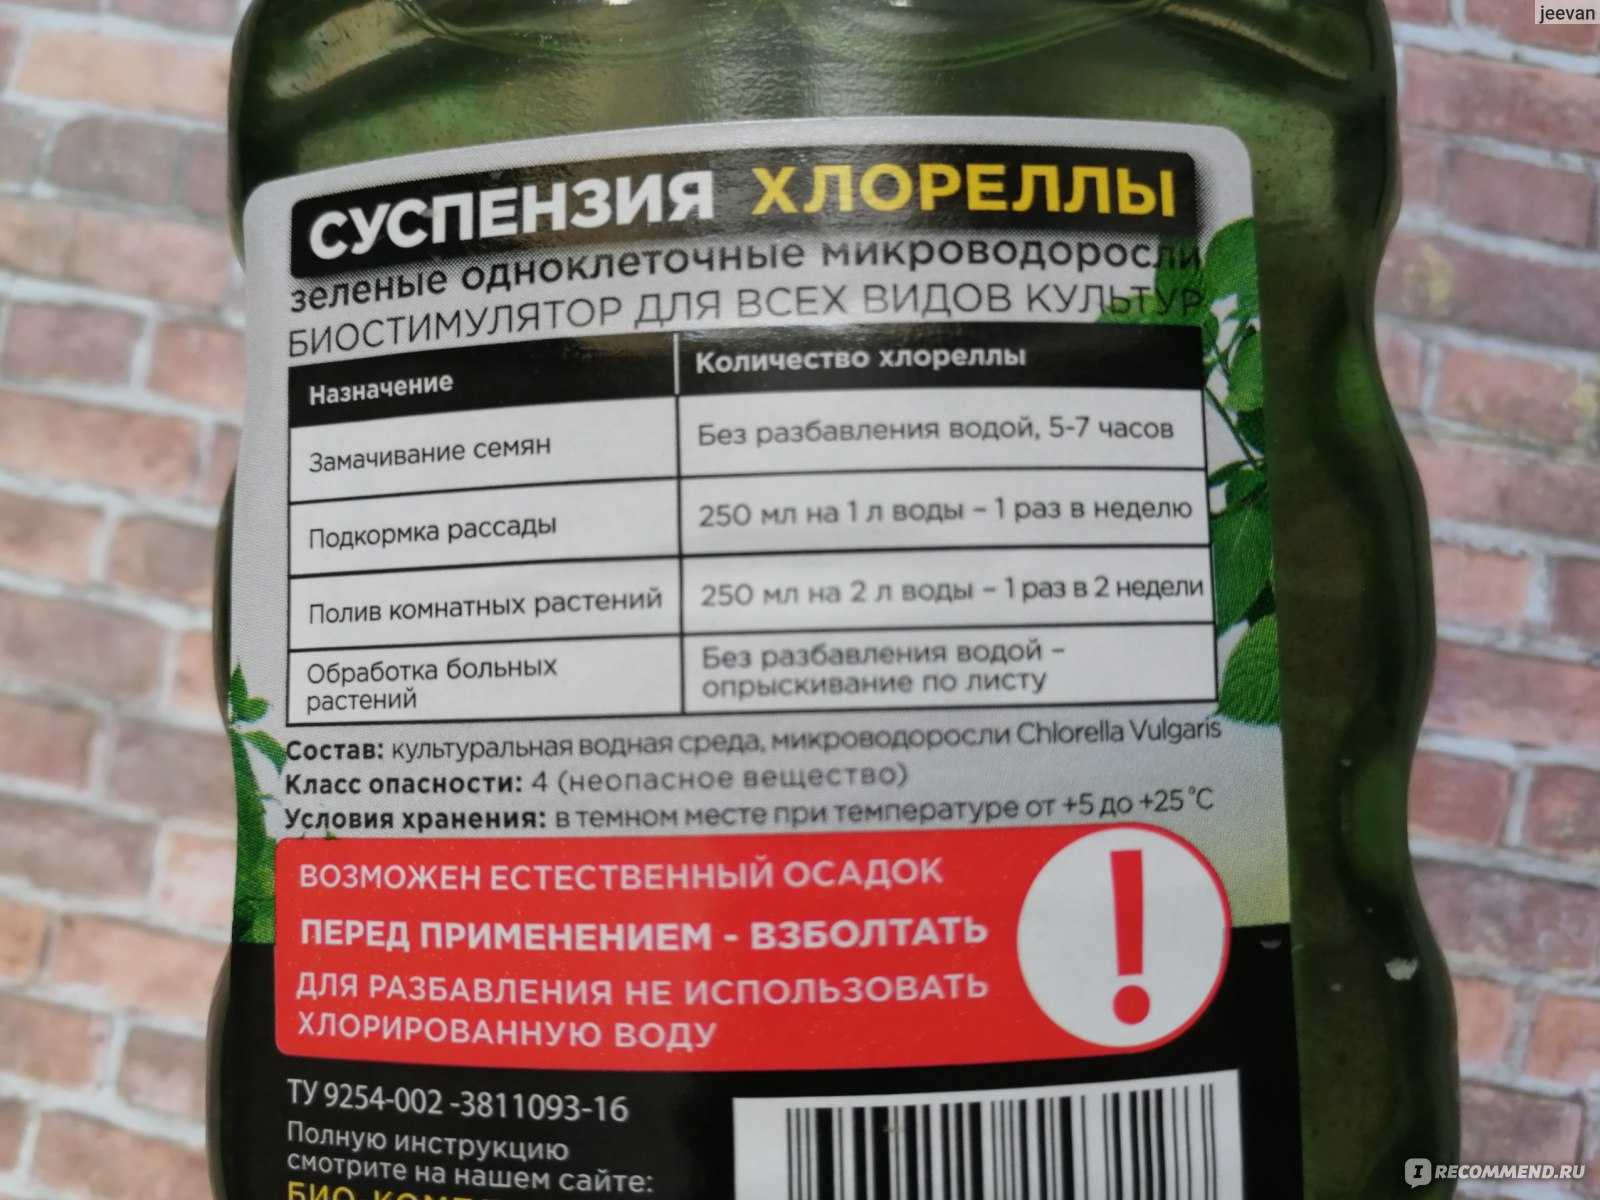 jeevan
СУСПЕНЗИЯ ХЛОРЕЛЛЫ
зеленые одноклеточные микроводоросли
БИОСТИМУЛЯТОР ДЛЯ ВСЕХ ВИДОВ КУЛЬТУР
Назначение Количество хлореллы
Замачивание семян Без разбавления водой, 5-7 часов
Подкормка рассады 250 мл на 1 л воды – 1 раз в неделю
Полив комнатных растений 250 мл на 2 л воды – 1 раз в 2 недели
Обработка больных
растений
Без разбавления водой –
опрыскивание по листу
Состав: культуральная водная среда, микроводоросли Chlorella Vulgaris
Класс опасности: 4 (неопасное вещество)
Условия хранения: в темном месте при температуре от +5 до +25 °C
ВОЗМОЖЕН ЕСТЕСТВЕННЫЙ ОСАДОК
ПЕРЕД ПРИМЕНЕНИЕМ - ВЗБОЛТАТЬ
ДЛЯ РАЗБАВЛЕНИЯ НЕ ИСПОЛЬЗОВАТЬ
ХЛОРИРОВАННУЮ ВОДУ
!
ТУ 9254-002 -3811093-16
Полную инструкцию
смотрите на нашем сайте:
IRECOMMEND.RU